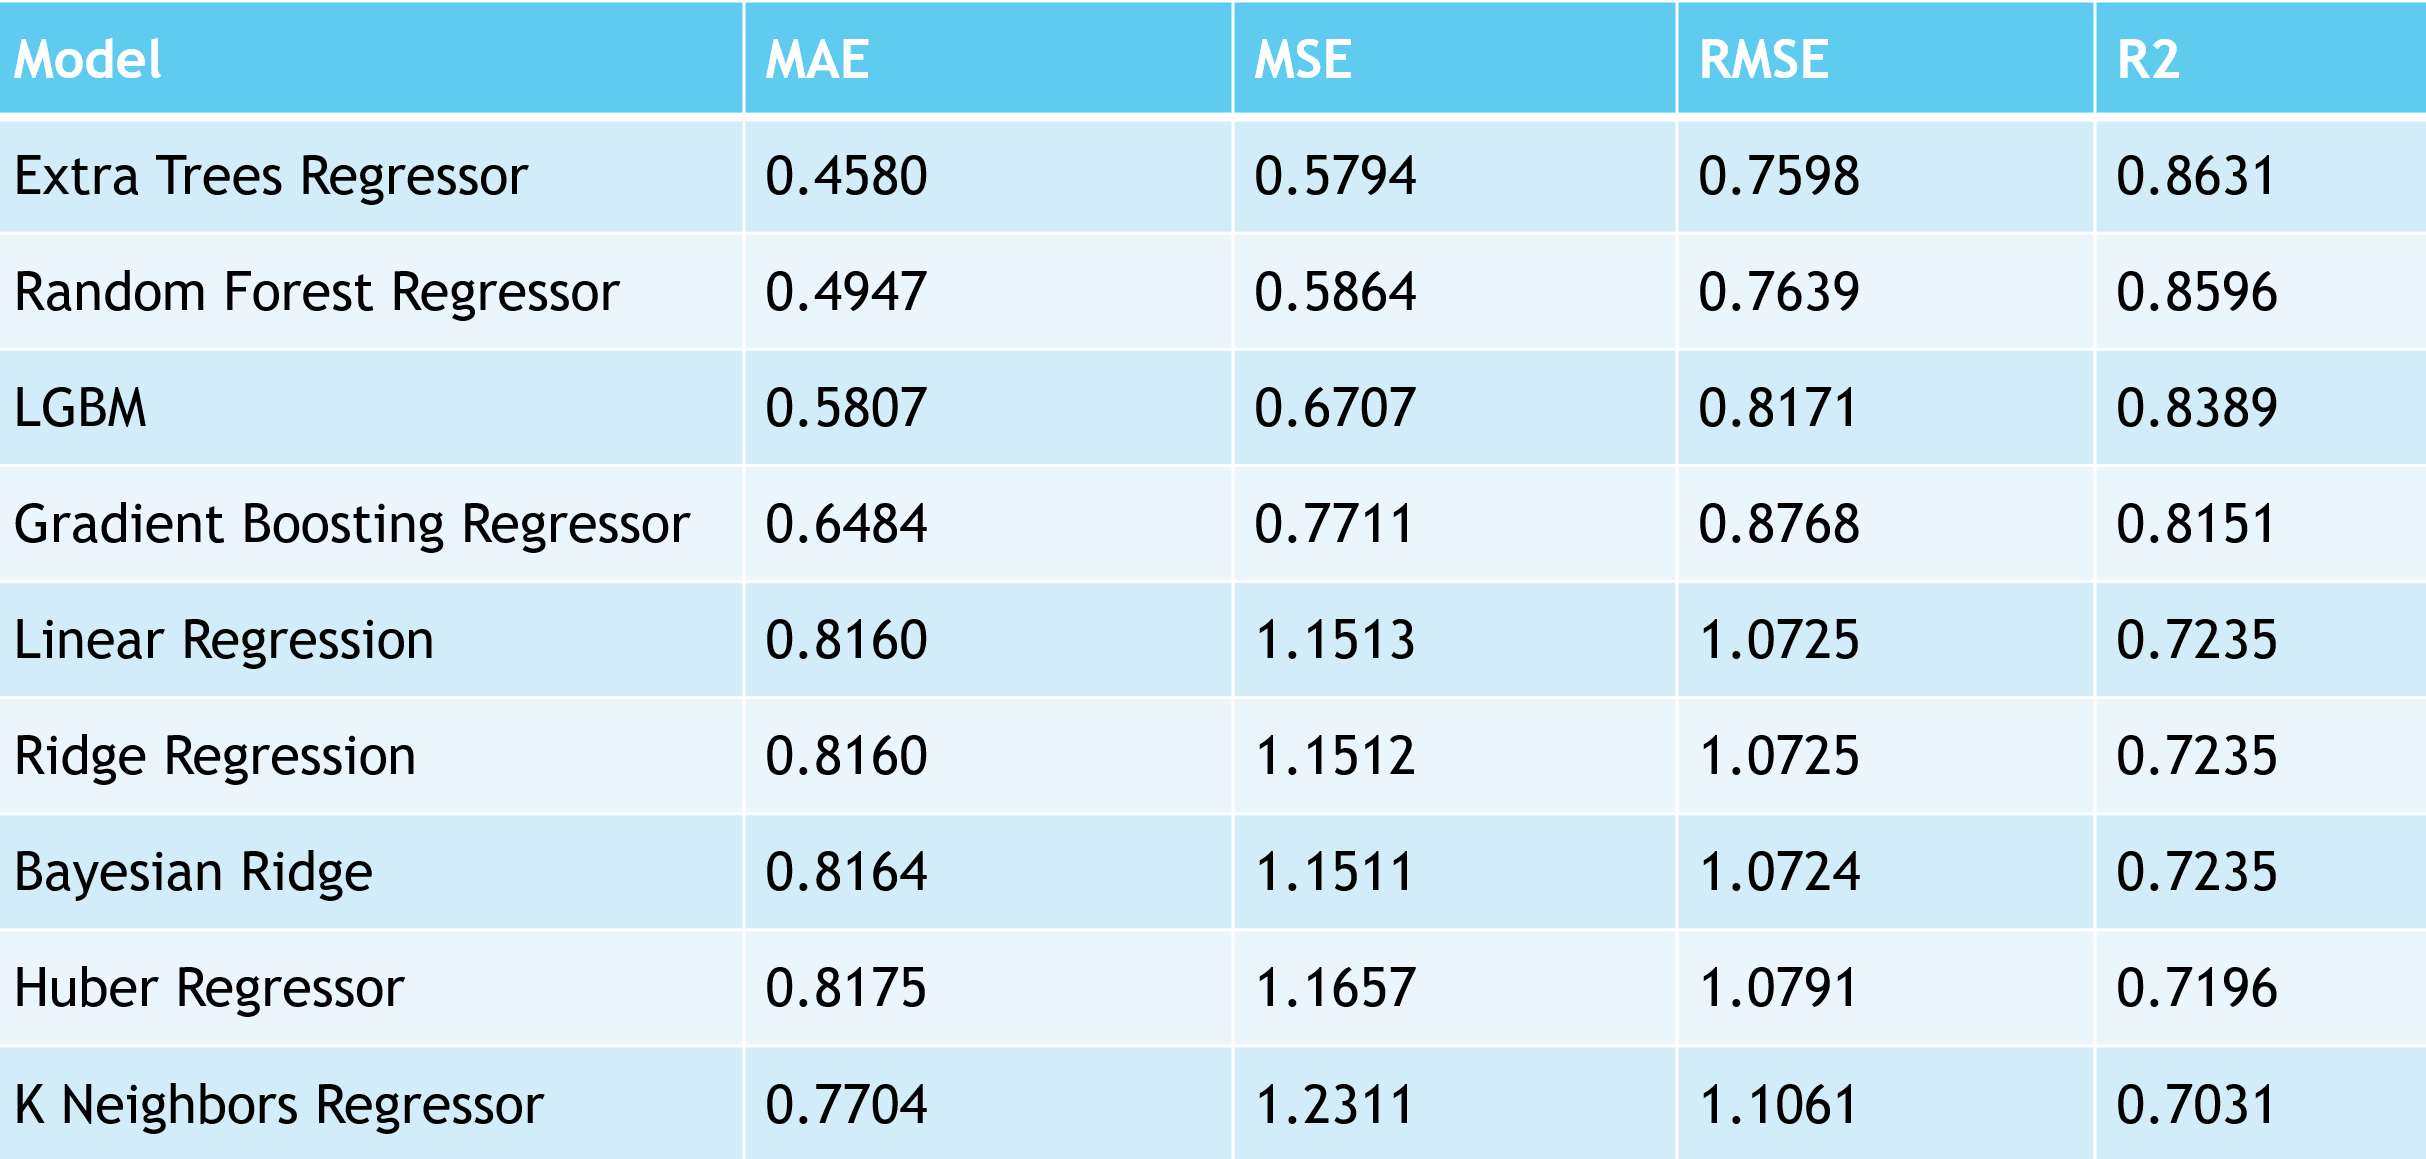 Model MAE MSE RMSE R2
Extra Trees Regressor 0.4580 0.5794 0.7598 0.8631
Random Forest Regressor 0.4947 0.5864 0.7639 0.8596
LGBM 0.5807 0.6707 0.8171 0.8389
Gradient Boosting Regressor 0.6484 0.7711 0.8768 0.8151
Linear Regression 0.8160 1.1513 1.0725 0.7235
Ridge Regression 0.8160 1.1512 1.0725 0.7235
Bayesian Ridge 0.8164 1.1511 1.0724 0.7235
Huber Regressor 0.8175 1.1657 1.0791 0.7196
K Neighbors Regressor 0.7704 1.2311 1.1061 0.7031